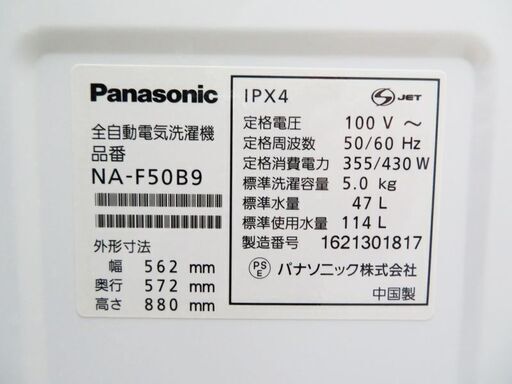 Panasonic
全自動電気洗濯機
品番
NA-F50B9
外形寸法
幅 562 mm
奥行 572 mm
高さ 880 mm
IPX4 S JET
定格電圧 100 V ～
定格周波数 50/60 Hz
定格消費電力 355/430 W
標準洗濯容量 5.0 kg
標準水量 47 L
標準使用水量 114 L
製造番号 1621301817
PSE パナソニック株式会社
中国製